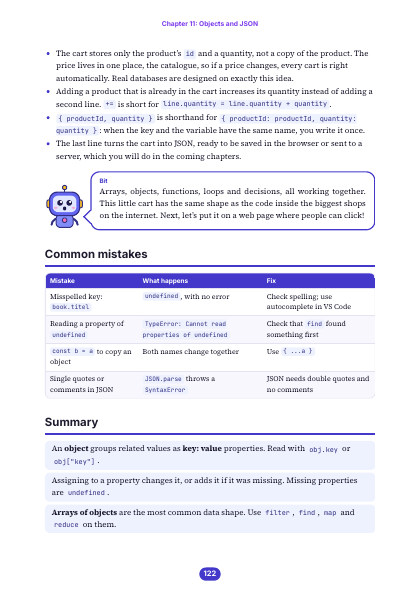 Chapter 11: Objects and JSON
• The cart stores only the product's id and a quantity, not a copy of the product. The
price lives in one place, the catalogue, so if a price changes, every cart is right
automatically. Real databases are designed on exactly this idea.
• Adding a product that is already in the cart increases its quantity instead of adding a
second line. += is short for line.quantity = line.quantity + quantity .
• { productId, quantity } is shorthand for { productId: productId, quantity:
quantity } : when the key and the variable have the same name, you write it once.
• The last line turns the cart into JSON, ready to be saved in the browser or sent to a
server, which you will do in the coming chapters.
Bit
Arrays, objects, functions, loops and decisions, all working together.
This little cart has the same shape as the code inside the biggest shops
on the internet. Next, let's put it on a web page where people can click!
Common mistakes
Mistake What happens Fix
Misspelled key: undefined , with no error Check spelling; use
book.titel autocomplete in VS Code
Reading a property of TypeError: Cannot read Check that find found
undefined properties of undefined something first
const b = a to copy an Both names change together Use { ...a }
object
Single quotes or JSON.parse throws a JSON needs double quotes and
comments in JSON SyntaxError no comments
Summary
An object groups related values as key: value properties. Read with obj.key or
obj["key"] .
Assigning to a property changes it, or adds it if it was missing. Missing properties
are undefined .
Arrays of objects are the most common data shape. Use filter , find , map and
reduce on them.
122